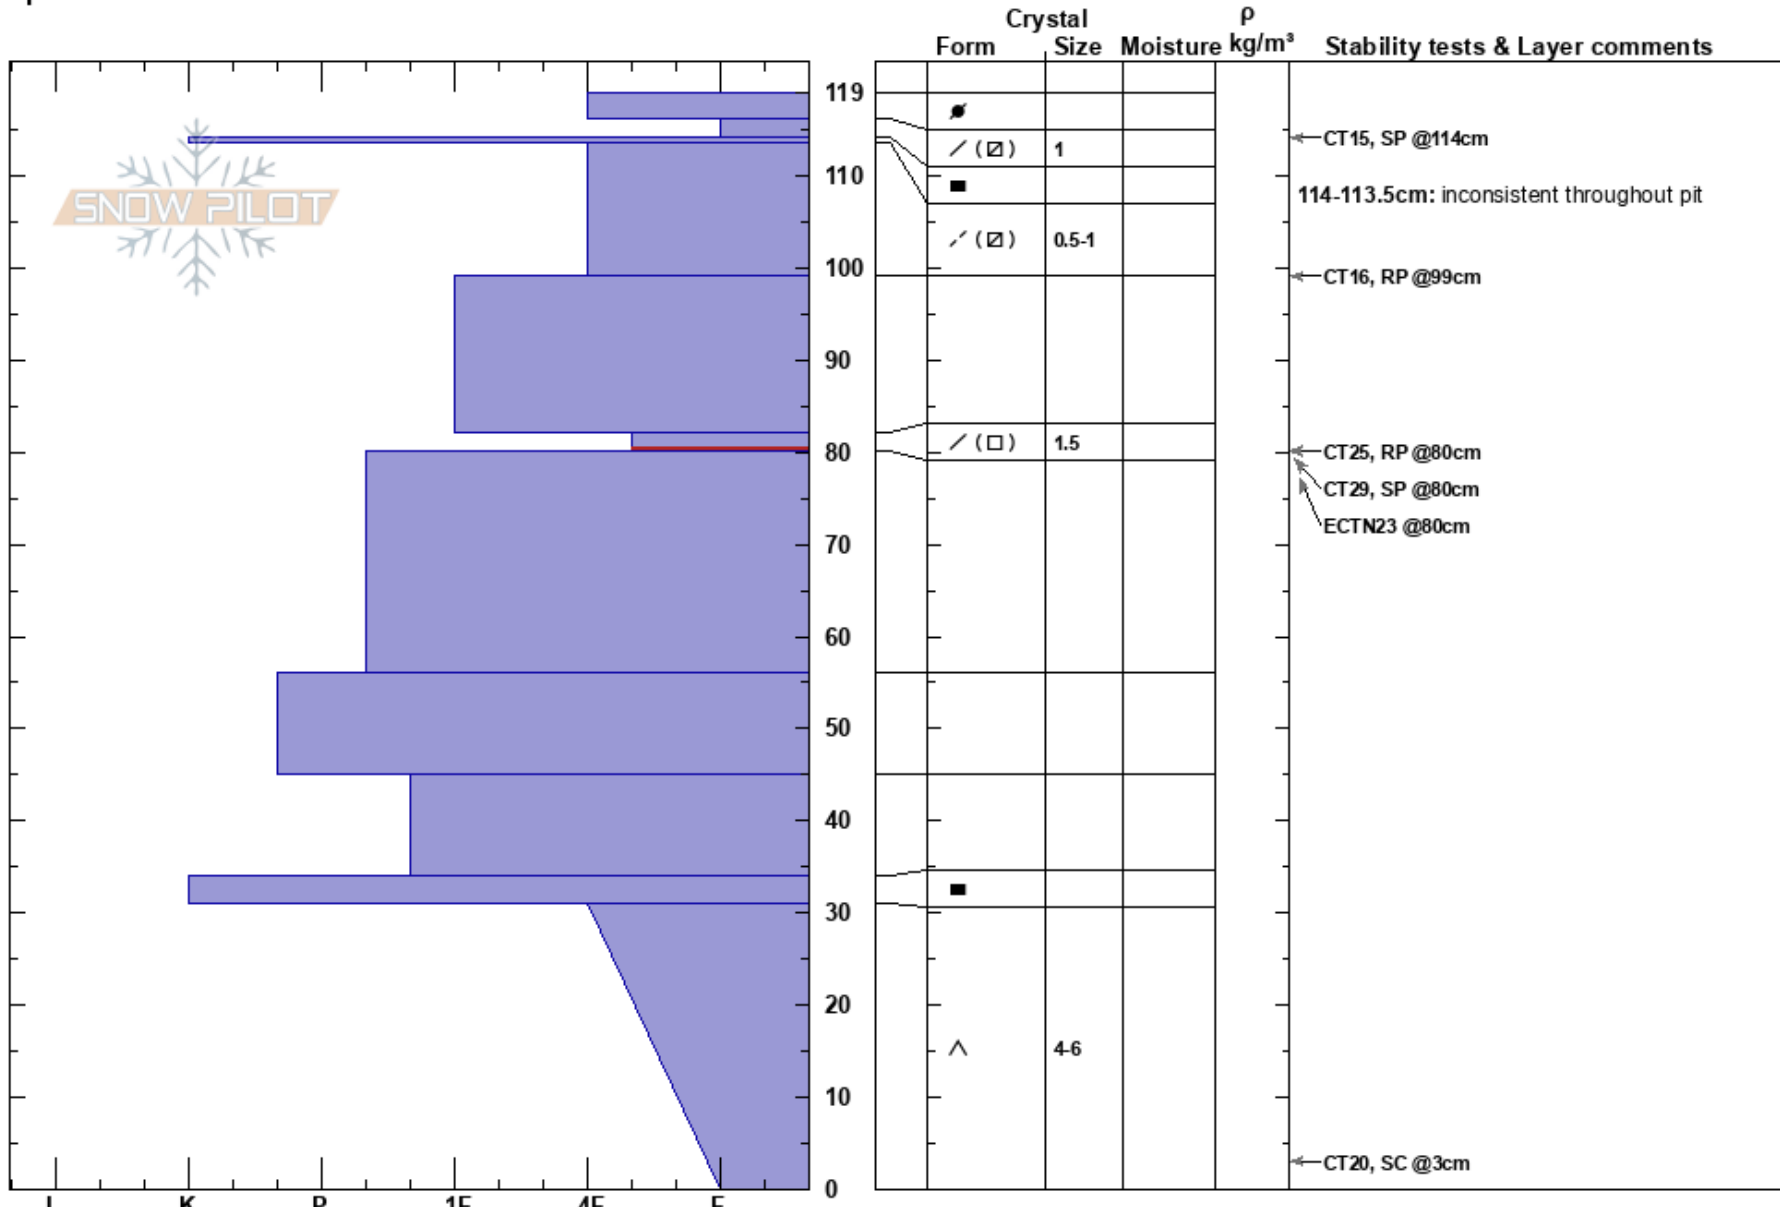 Crystal ρ
Form Size Moisture kg/m³ Stability tests & Layer comments
119
CT15, SP @114cm
1
SNOW PILOT
110
114-113.5cm: inconsistent throughout pit
0.5-1
100
CT16, RP @99cm
90
1.5
80
CT25, RP @80cm
CT29, SP @80cm
ECTN23 @80cm
70
60
50
40
30
20
4-6
10
CT20, SC @3cm
0
I K P 1F 4F F